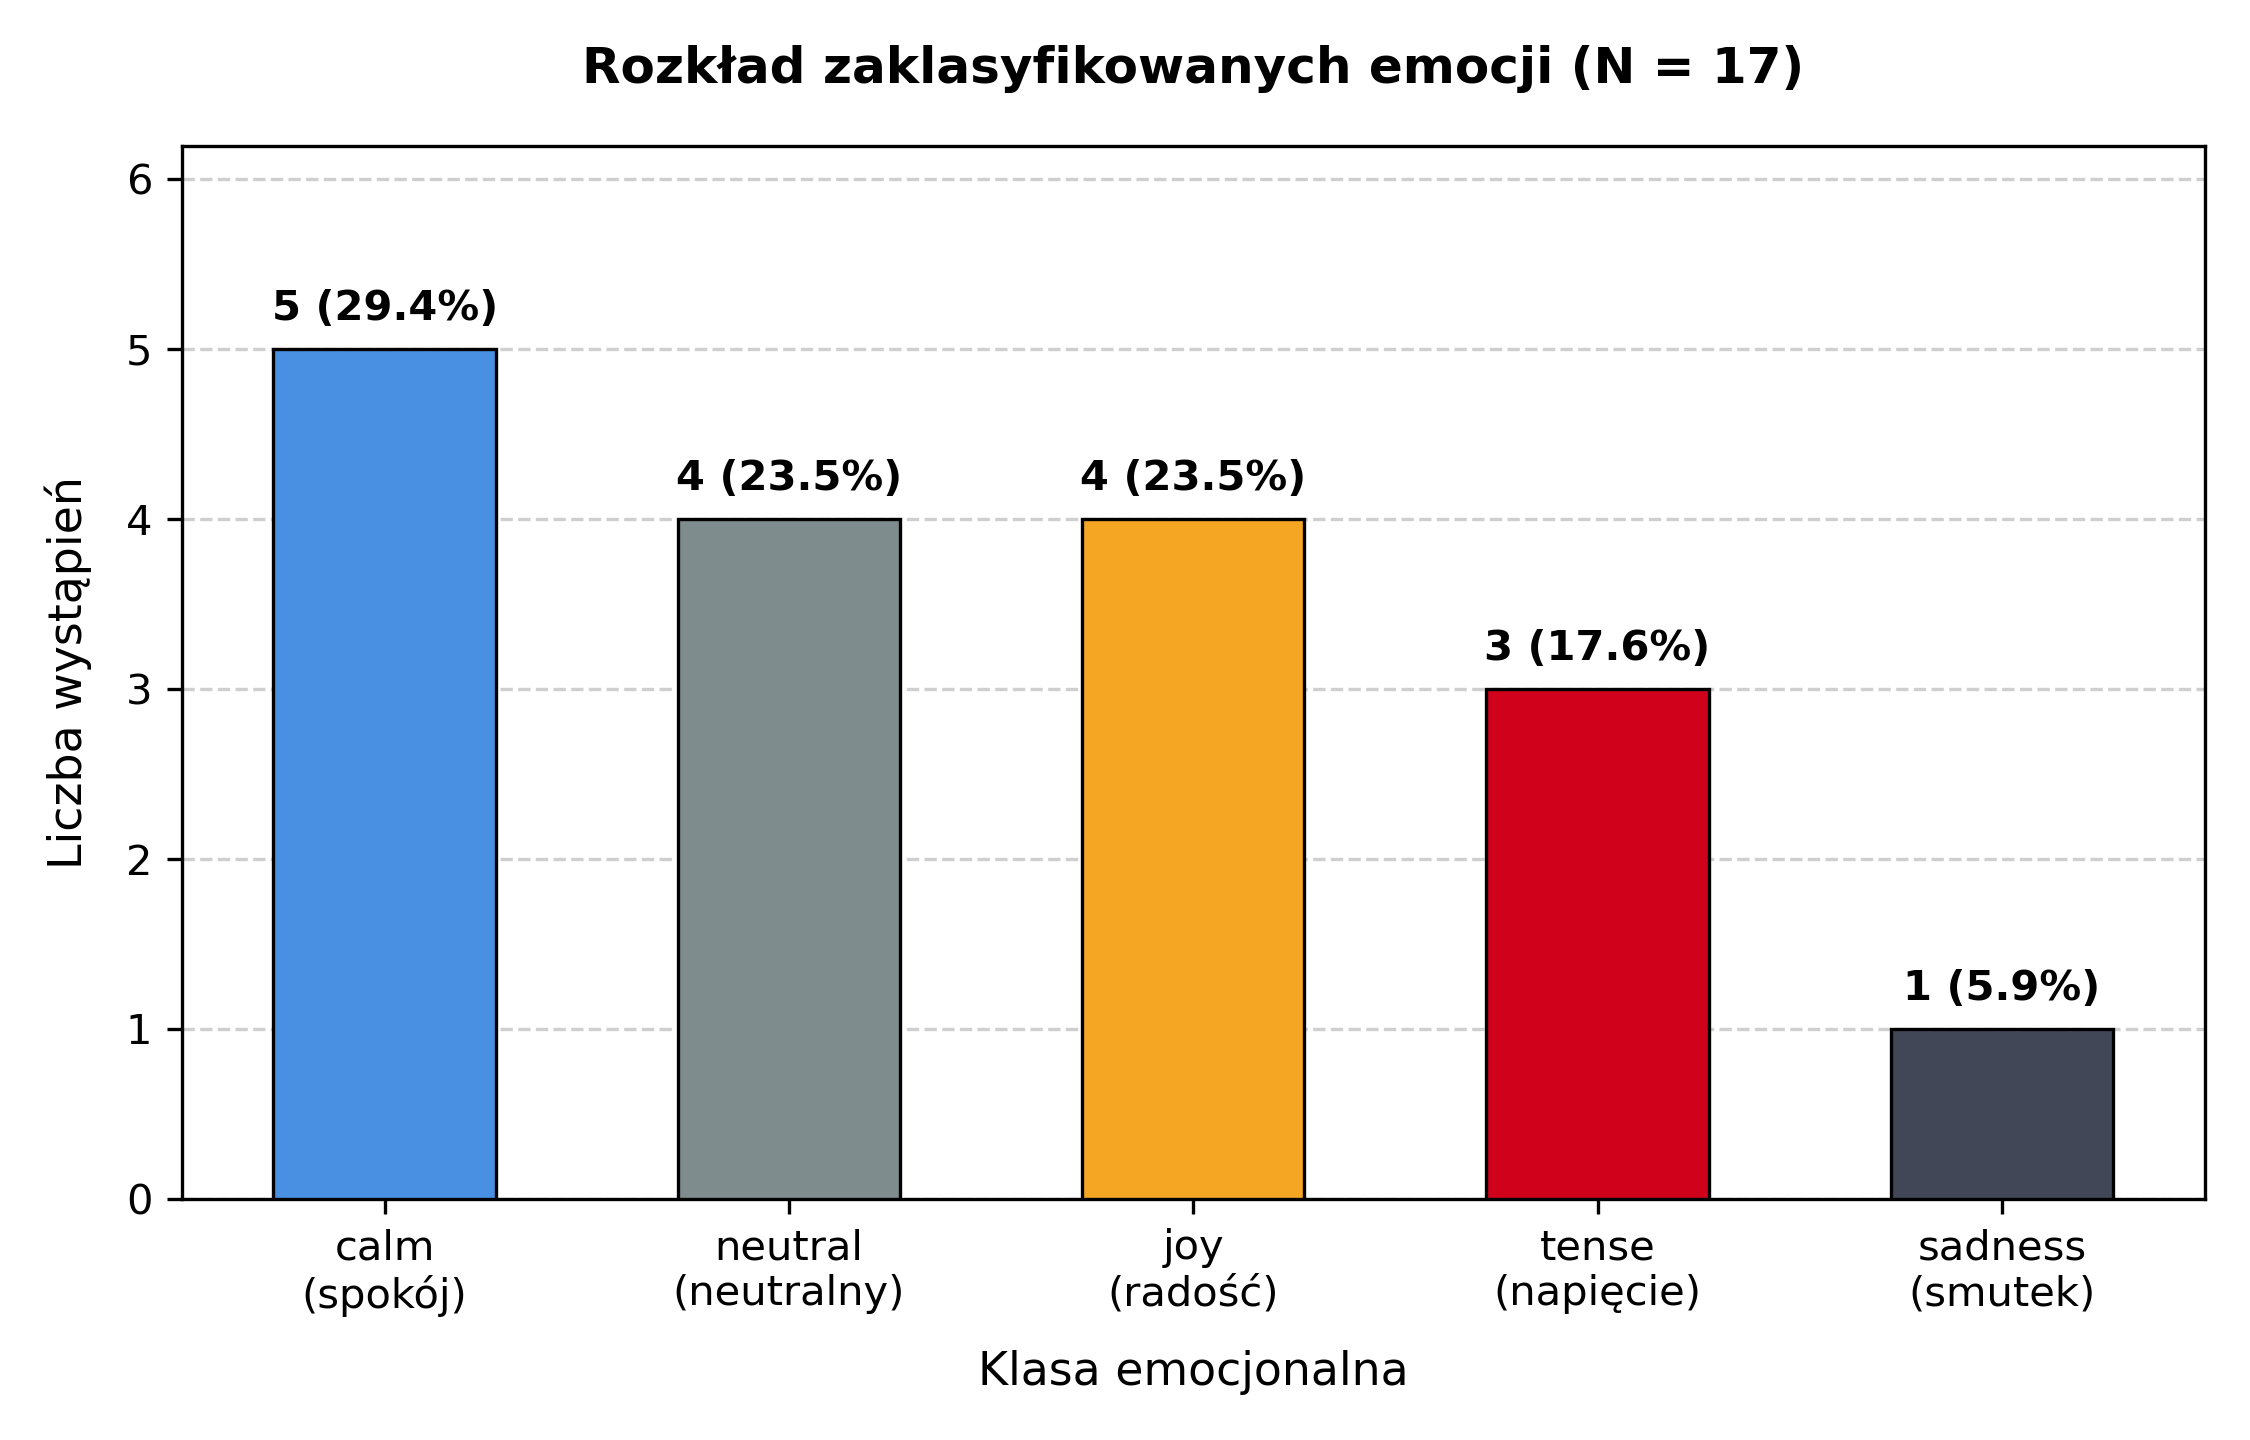 Rozkład zaklasyfikowanych emocji (N = 17)
Liczba wystąpień
6
5
4
3
2
1
0
5 (29.4%)
4 (23.5%)
4 (23.5%)
3 (17.6%)
1 (5.9%)
calm
(spokój)
neutral
(neutralny)
joy
(radość)
tense
(napięcie)
sadness
(smutek)
Klasa emocjonalna